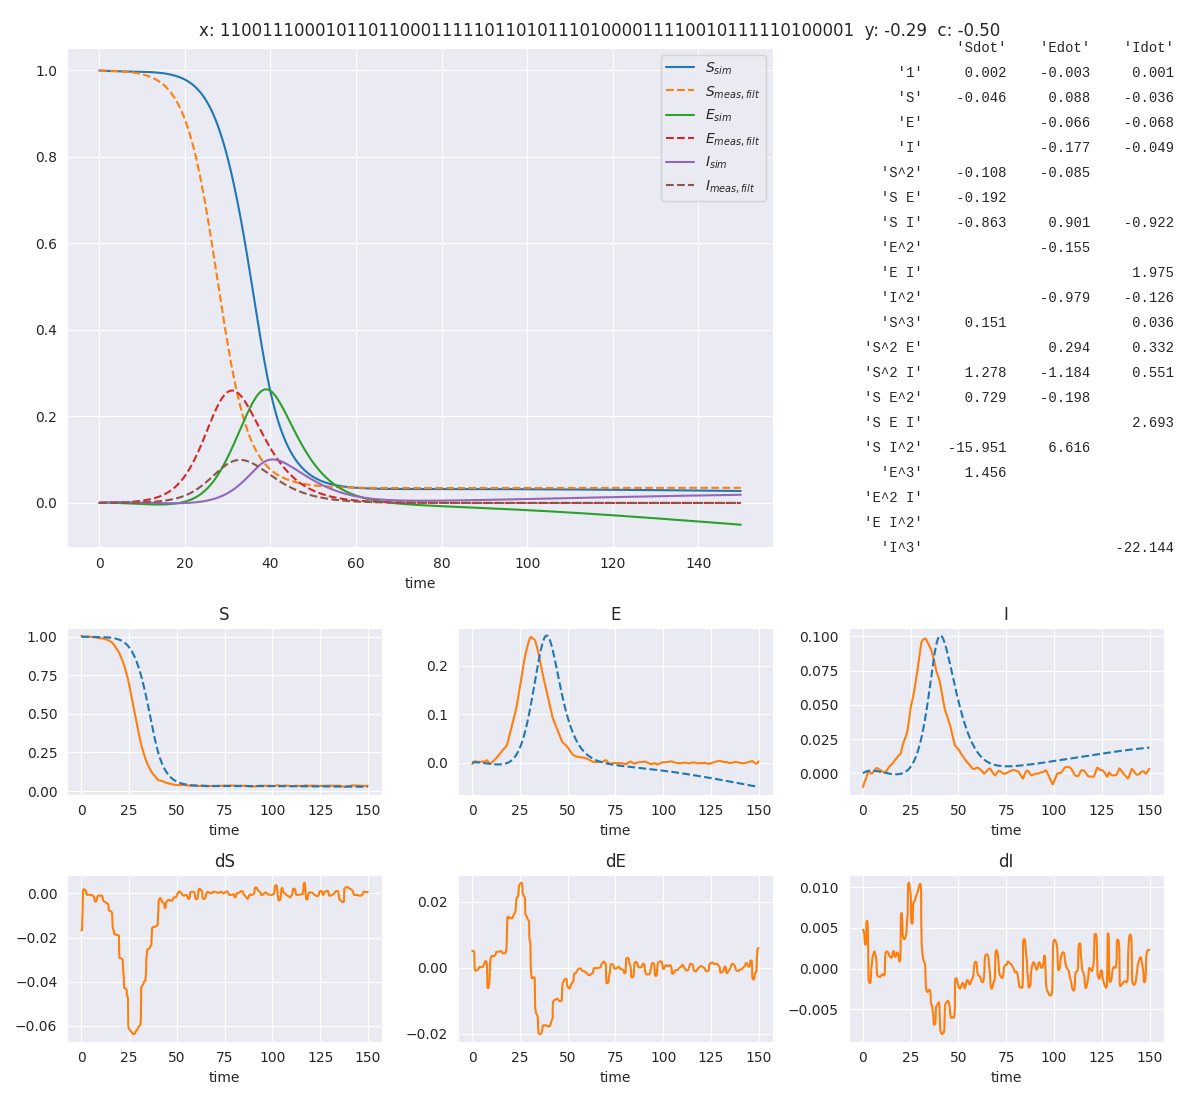 x: 110011100010110110001111101101011101000011110010111110100001 y: -0.29 c: -0.50
'Sdot' 'Edot' 'Idot'
'1' 0.002 -0.003 0.001
'S' -0.046 0.088 -0.036
'E' -0.066 -0.068
'I' -0.177 -0.049
'S^2' -0.108 -0.085
'S E' -0.192
'S I' -0.863 0.901 -0.922
'E^2' -0.155
'E I' 1.975
'I^2' -0.979 -0.126
'S^3' 0.151 0.036
'S^2 E' 0.294 0.332
'S^2 I' 1.278 -1.184 0.551
'S E^2' 0.729 -0.198
'S E I' 2.693
'S I^2' -15.951 6.616
'E^3' 1.456
'E^2 I'
'E I^2'
'I^3' -22.144
1.0
0.8
0.6
0.4
0.2
0.0
S_sim
S_meas,filt
E_sim
E_meas,filt
I_sim
I_meas,filt
0 20 40 60 80 100 120 140
time
S
1.00
0.75
0.50
0.25
0.00
0 25 50 75 100 125 150
time
E
0.2
0.1
0.0
0 25 50 75 100 125 150
time
I
0.100
0.075
0.050
0.025
0.000
0 25 50 75 100 125 150
time
dS
0.00
−0.02
−0.04
−0.06
0 25 50 75 100 125 150
time
dE
0.02
0.00
−0.02
0 25 50 75 100 125 150
time
dI
0.010
0.005
0.000
−0.005
0 25 50 75 100 125 150
time